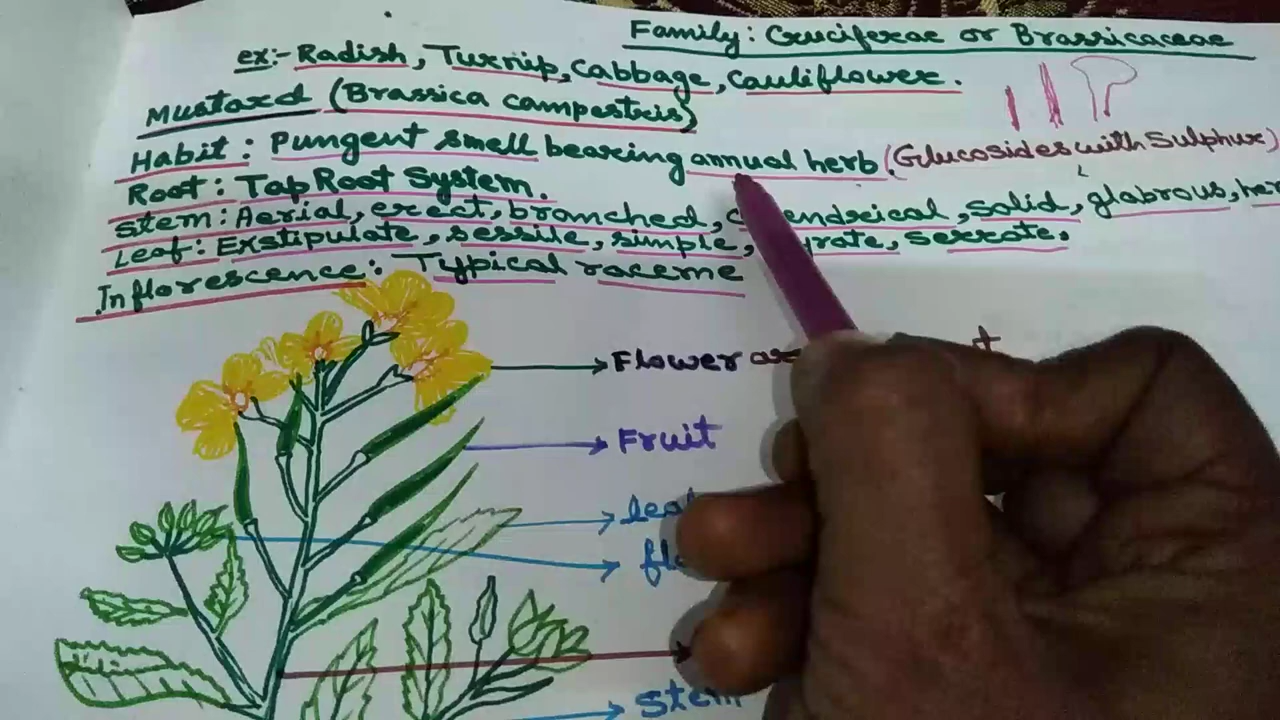 Family: Cruciferae or Brassicaceae
ex:- Radish, Turnip, Cabbage, Cauliflower.
Mustard (Brassica campestris)
Habit: Pungent smell bearing annual herb. (Glucosides with Sulphur)
Root: Tap Root System.
Stem: Aerial, erect, branched, solid, glabrous,
Leaf: Exstipulate, sessile, simple, serrate.
Inflorescence: Typical raceme
Flower
Fruit
Stem